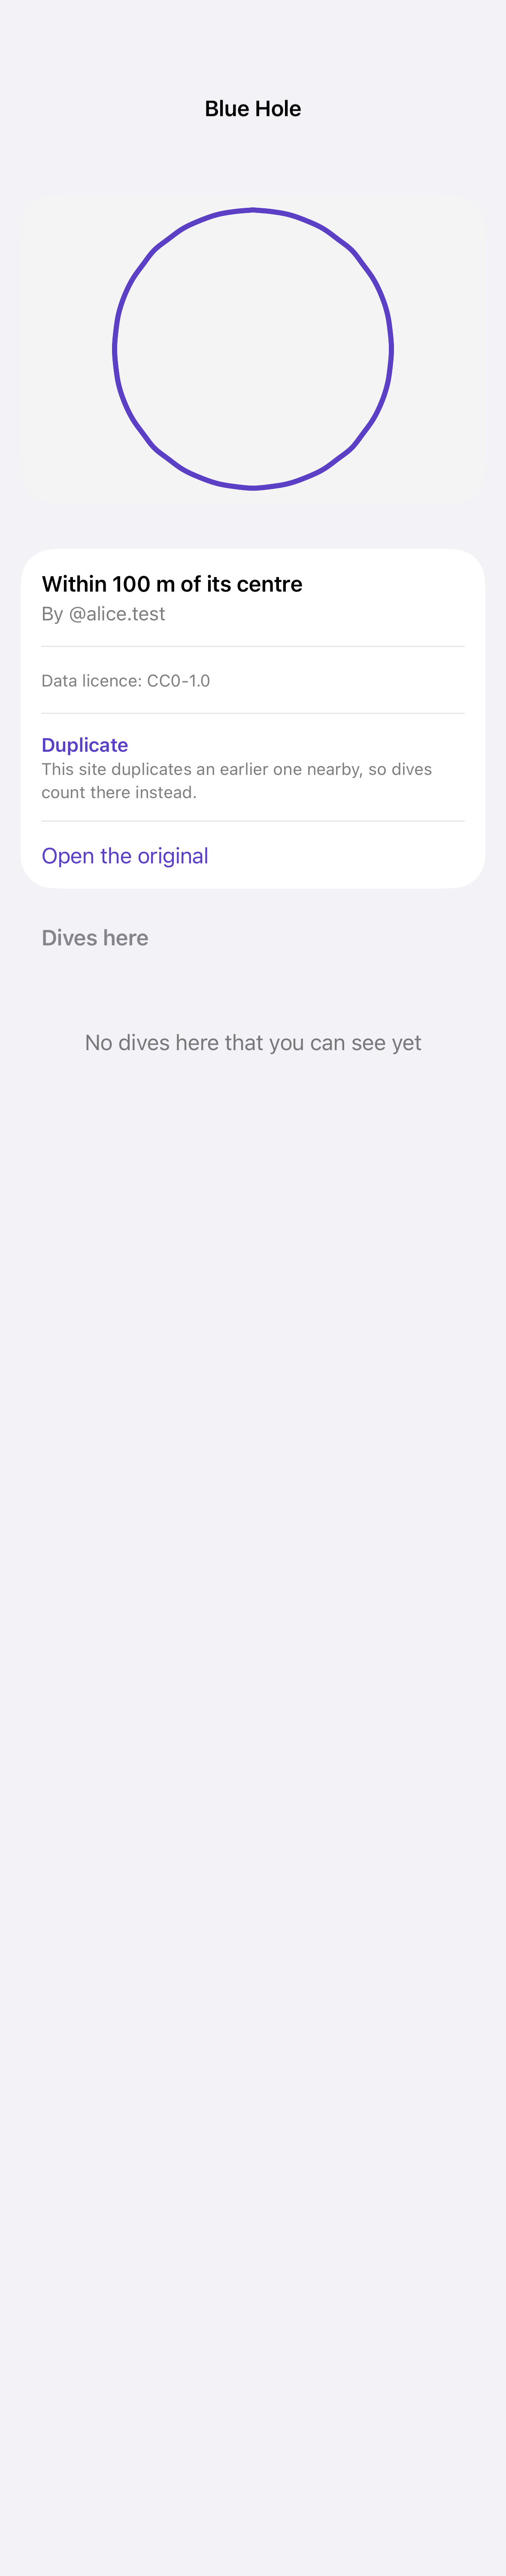 Blue Hole
Within 100 m of its centre
By @alice.test
Data licence: CC0-1.0
Duplicate
This site duplicates an earlier one nearby, so dives
count there instead.
Open the original
Dives here
No dives here that you can see yet